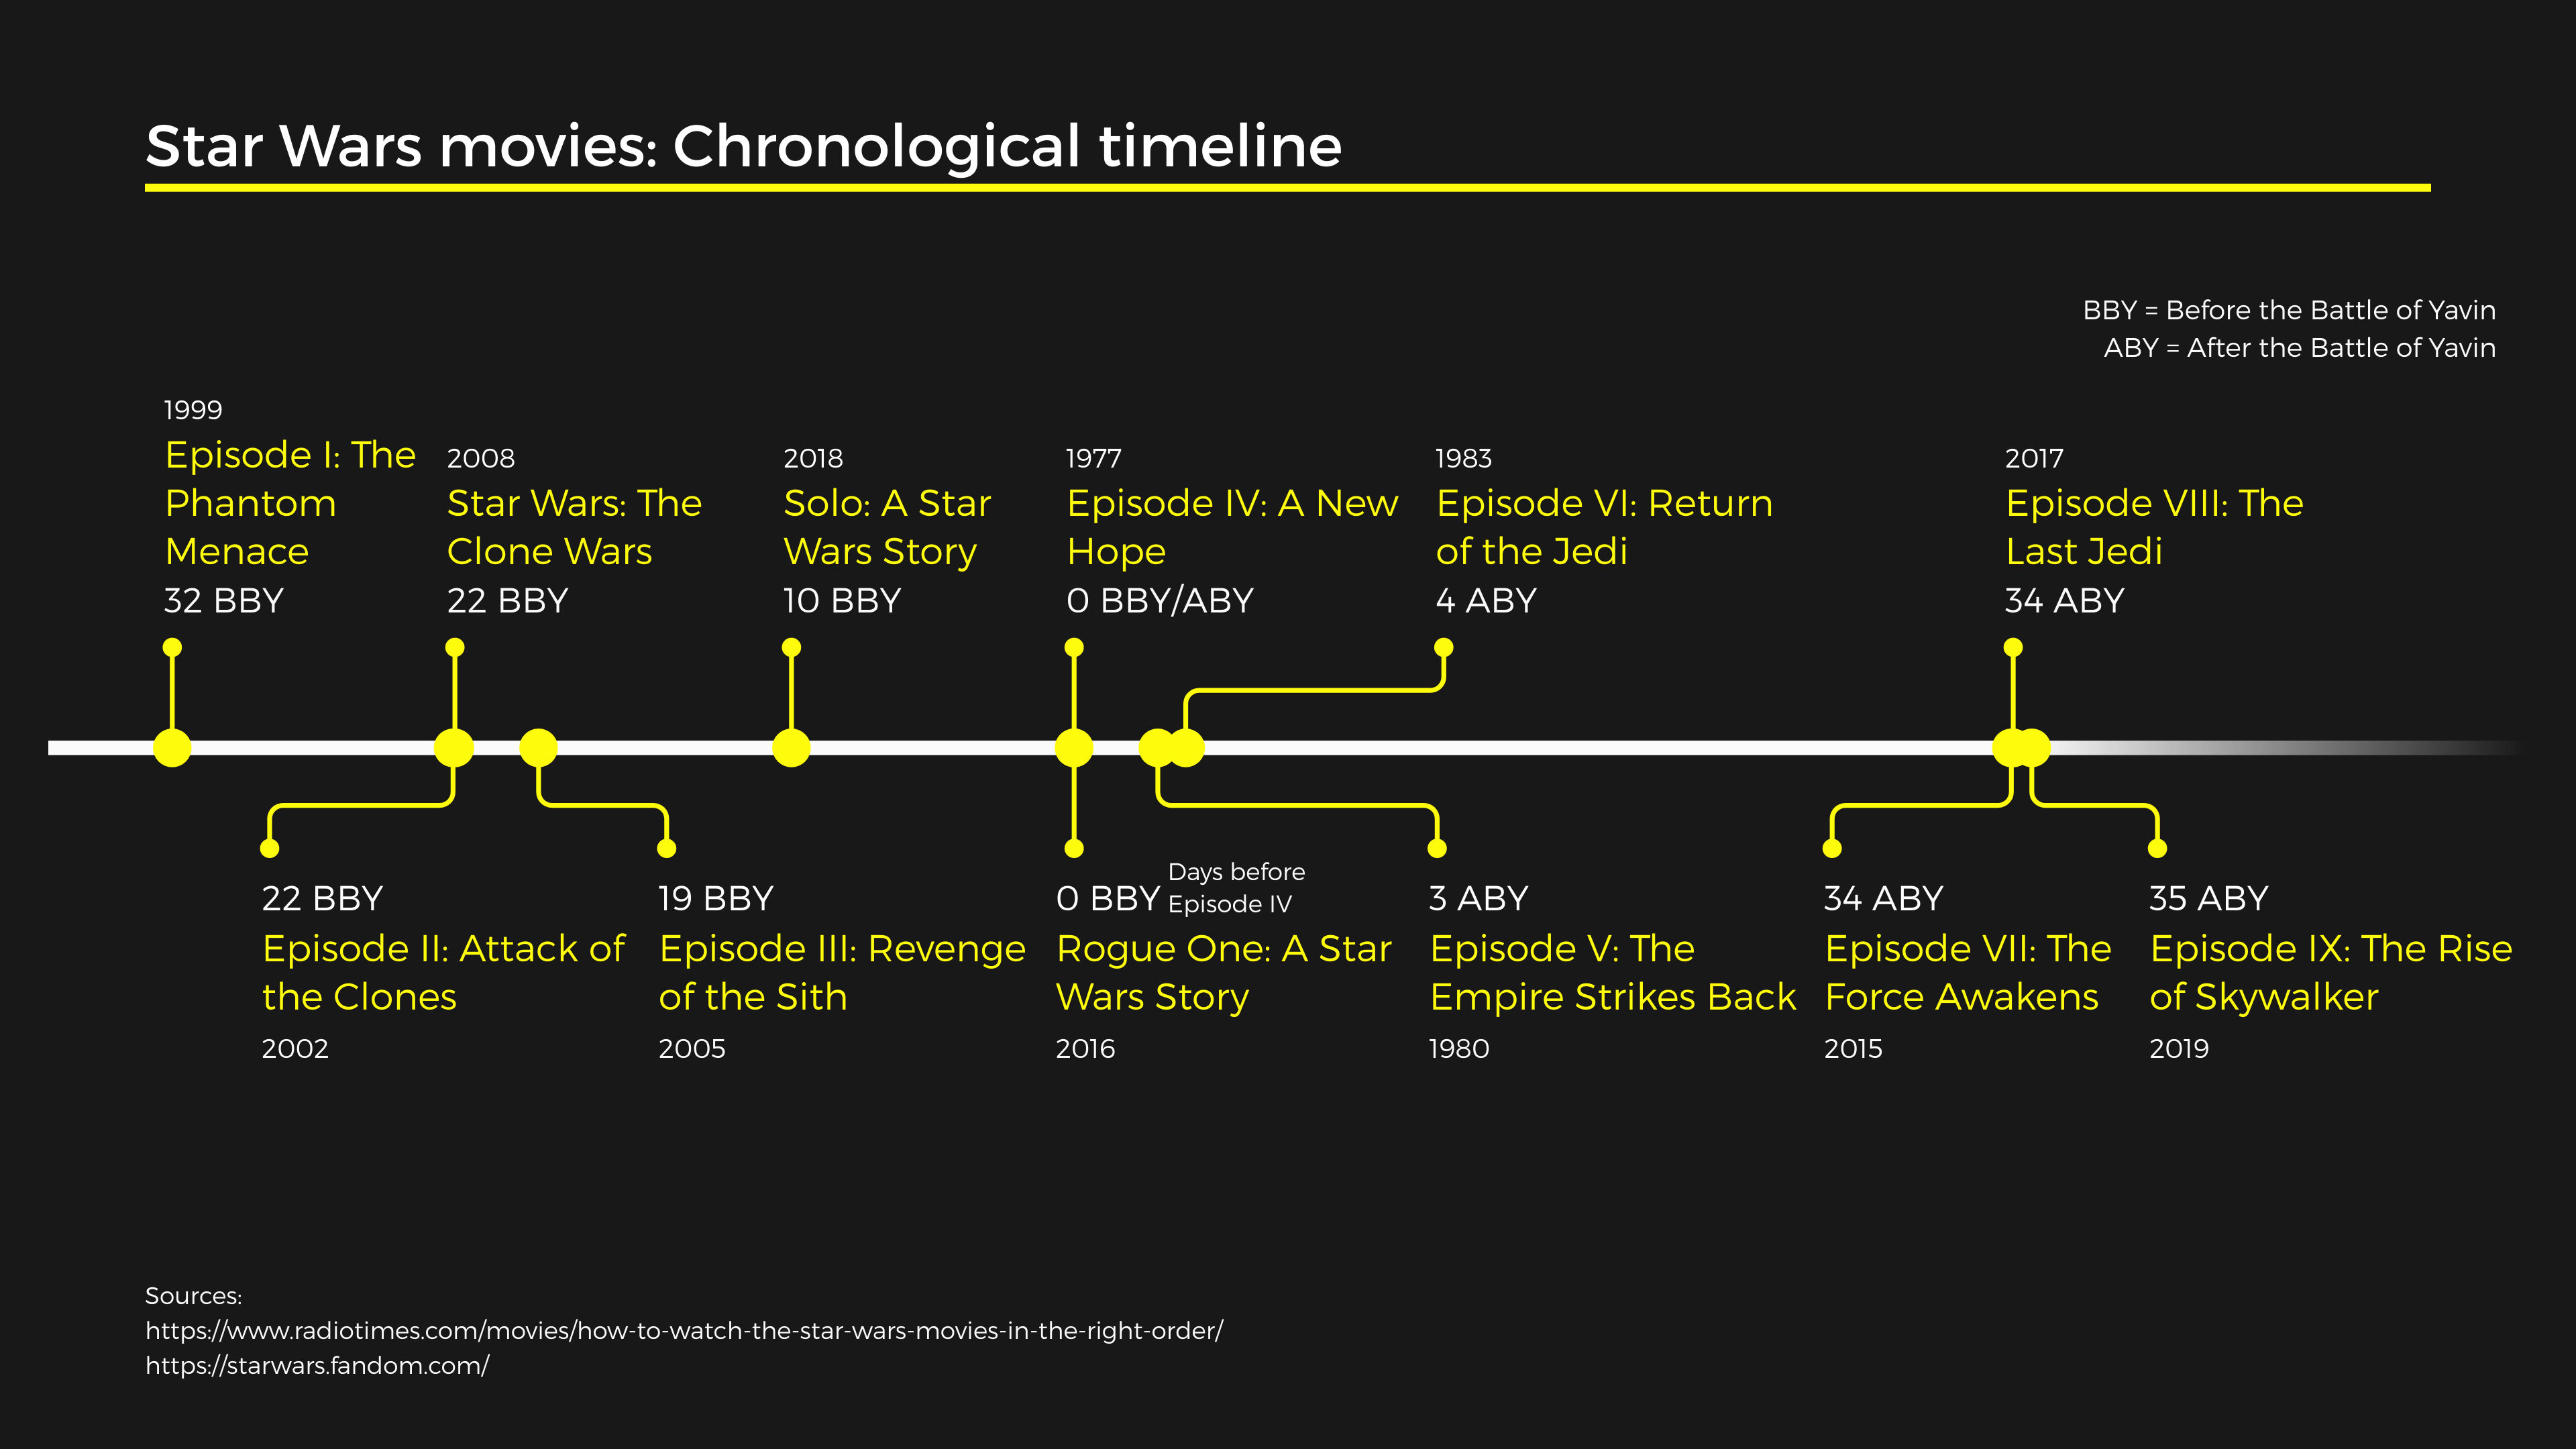 Star Wars movies: Chronological timeline
BBY = Before the Battle of Yavin
ABY = After the Battle of Yavin
1999
Episode I: The
Phantom
Menace
32 BBY
2008
Star Wars: The
Clone Wars
22 BBY
2018
Solo: A Star
Wars Story
10 BBY
1977
Episode IV: A New
Hope
0 BBY/ABY
1983
Episode VI: Return
of the Jedi
4 ABY
2017
Episode VIII: The
Last Jedi
34 ABY
22 BBY
Episode II: Attack of
the Clones
2002
19 BBY
Episode III: Revenge
of the Sith
2005
0 BBY
Days before
Episode IV
Rogue One: A Star
Wars Story
2016
3 ABY
Episode V: The
Empire Strikes Back
1980
34 ABY
Episode VII: The
Force Awakens
2015
35 ABY
Episode IX: The Rise
of Skywalker
2019
Sources:
https://www.radiotimes.com/movies/how-to-watch-the-star-wars-movies-in-the-right-order/
https://starwars.fandom.com/